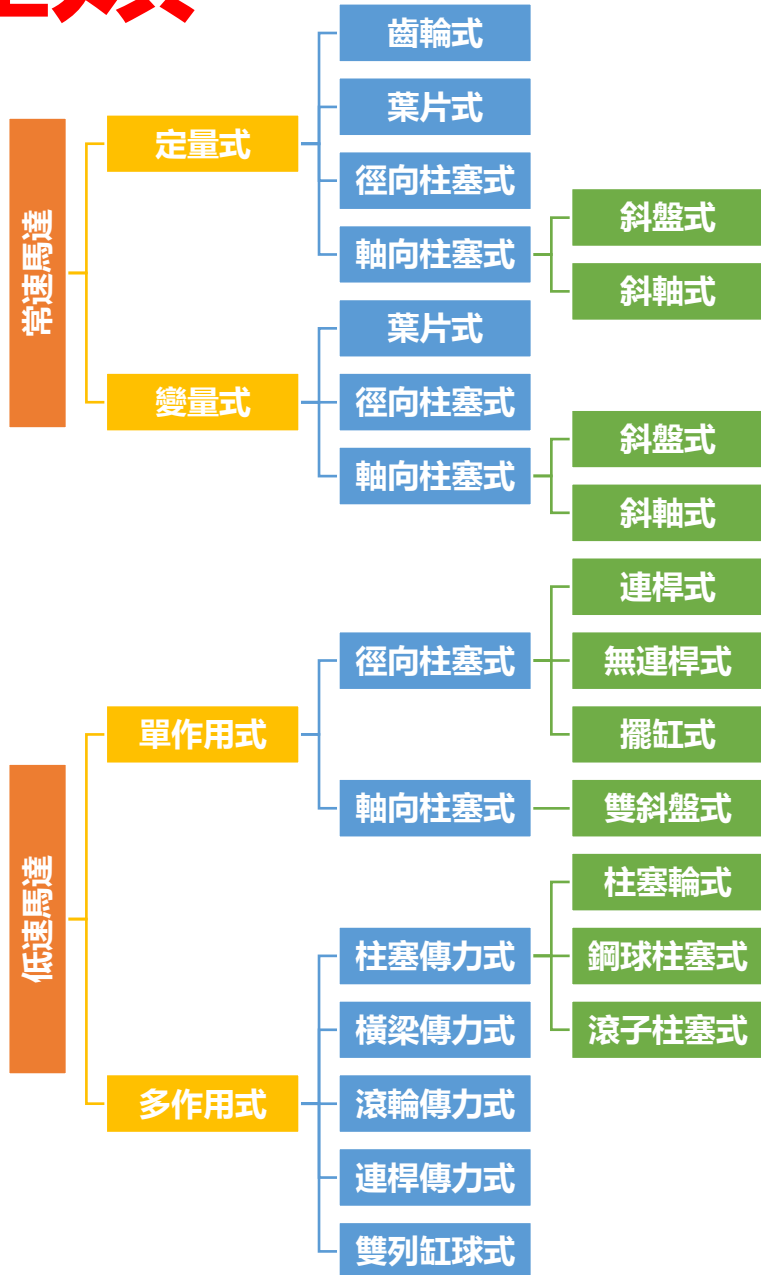 常速馬達
定量式
齒輪式
葉片式
徑向柱塞式
軸向柱塞式
斜盤式
斜軸式
變量式
葉片式
徑向柱塞式
軸向柱塞式
斜盤式
斜軸式
低速馬達
單作用式
徑向柱塞式
連桿式
無連桿式
擺缸式
軸向柱塞式
雙斜盤式
多作用式
柱塞傳力式
柱塞輪式
鋼球柱塞式
滾子柱塞式
橫梁傳力式
滾輪傳力式
連桿傳力式
雙列缸球式